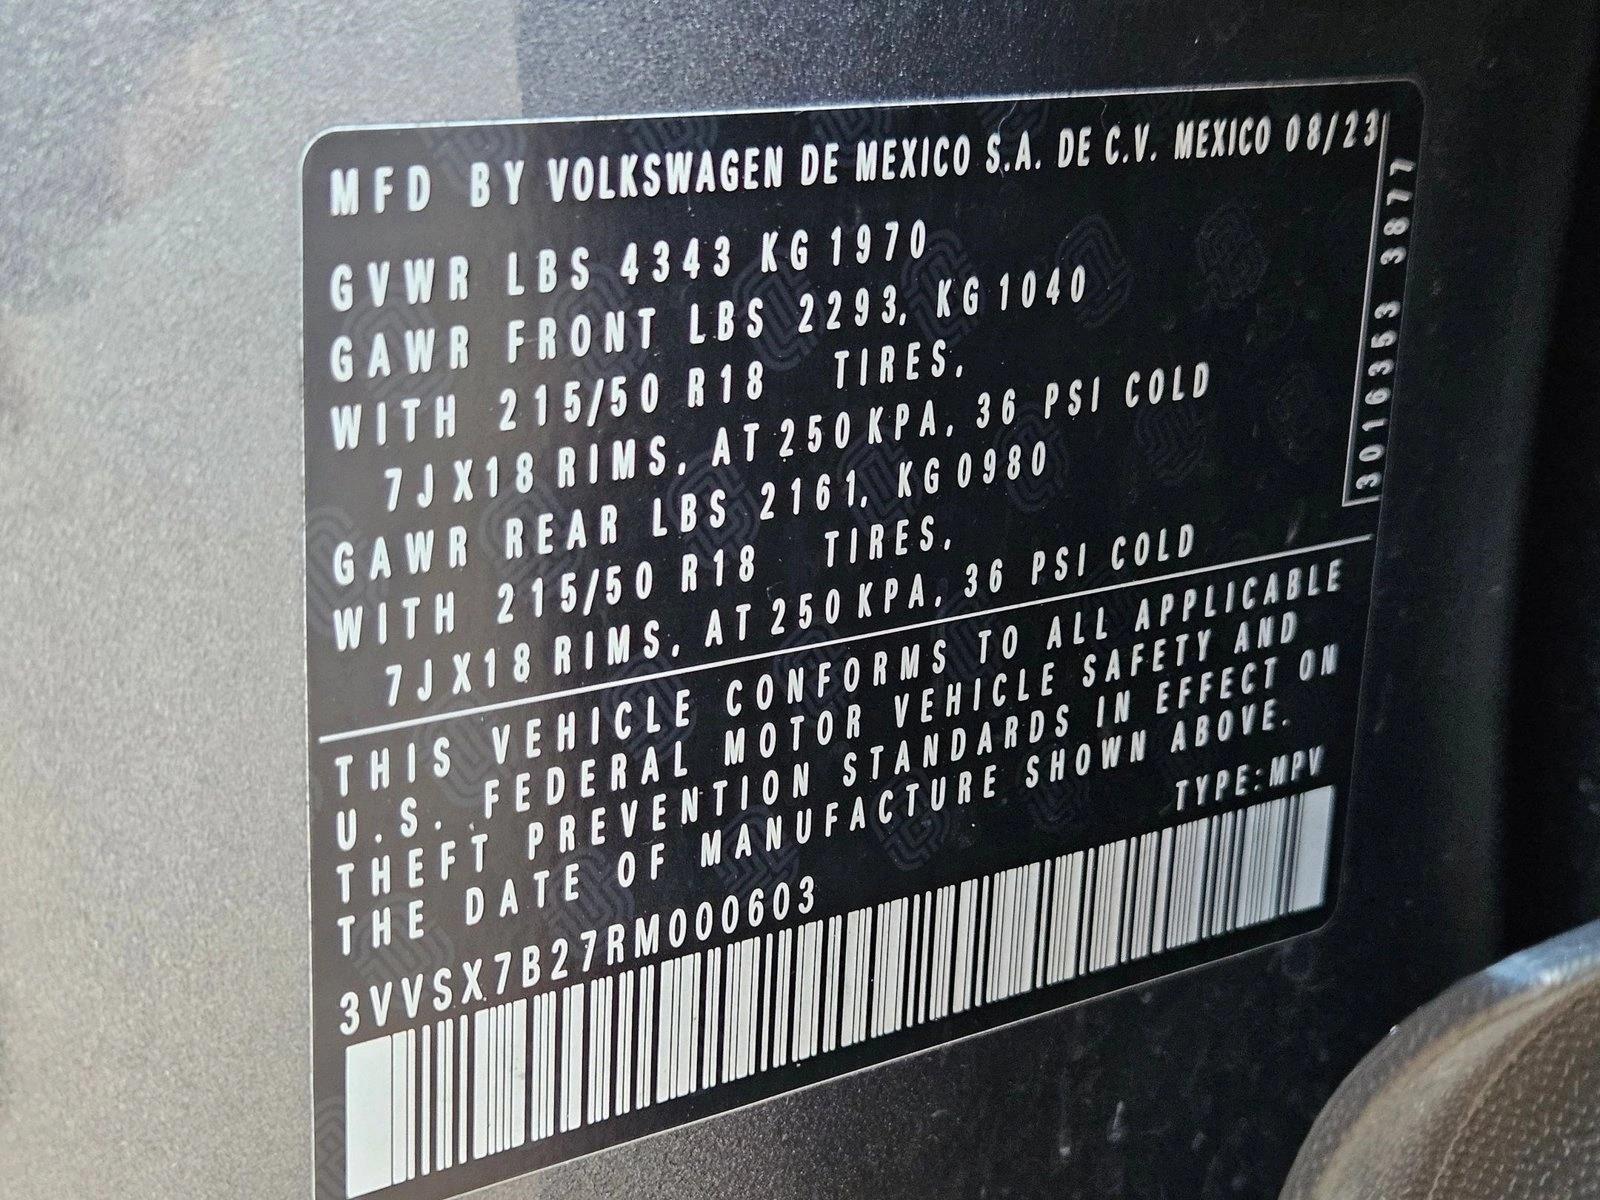 MFD BY VOLKSWAGEN DE MEXICO S.A. DE C.V. MEXICO 08/23
GVWR LBS 4343 KG 1970
GAWR FRONT LBS 2293, KG 1040
WITH 215/50 R18 TIRES,
7J X18 RIMS, AT 250 KPA, 36 PSI COLD
GAWR REAR LBS 2161, KG 0980
WITH 215/50 R18 TIRES,
7J X18 RIMS, AT 250 KPA, 36 PSI COLD
3016353 3877
THIS VEHICLE CONFORMS TO ALL APPLICABLE
U.S. FEDERAL MOTOR VEHICLE SAFETY AND
THEFT PREVENTION STANDARDS IN EFFECT ON
THE DATE OF MANUFACTURE SHOWN ABOVE.
TYPE:MPV
3VVSX7B27RM000603